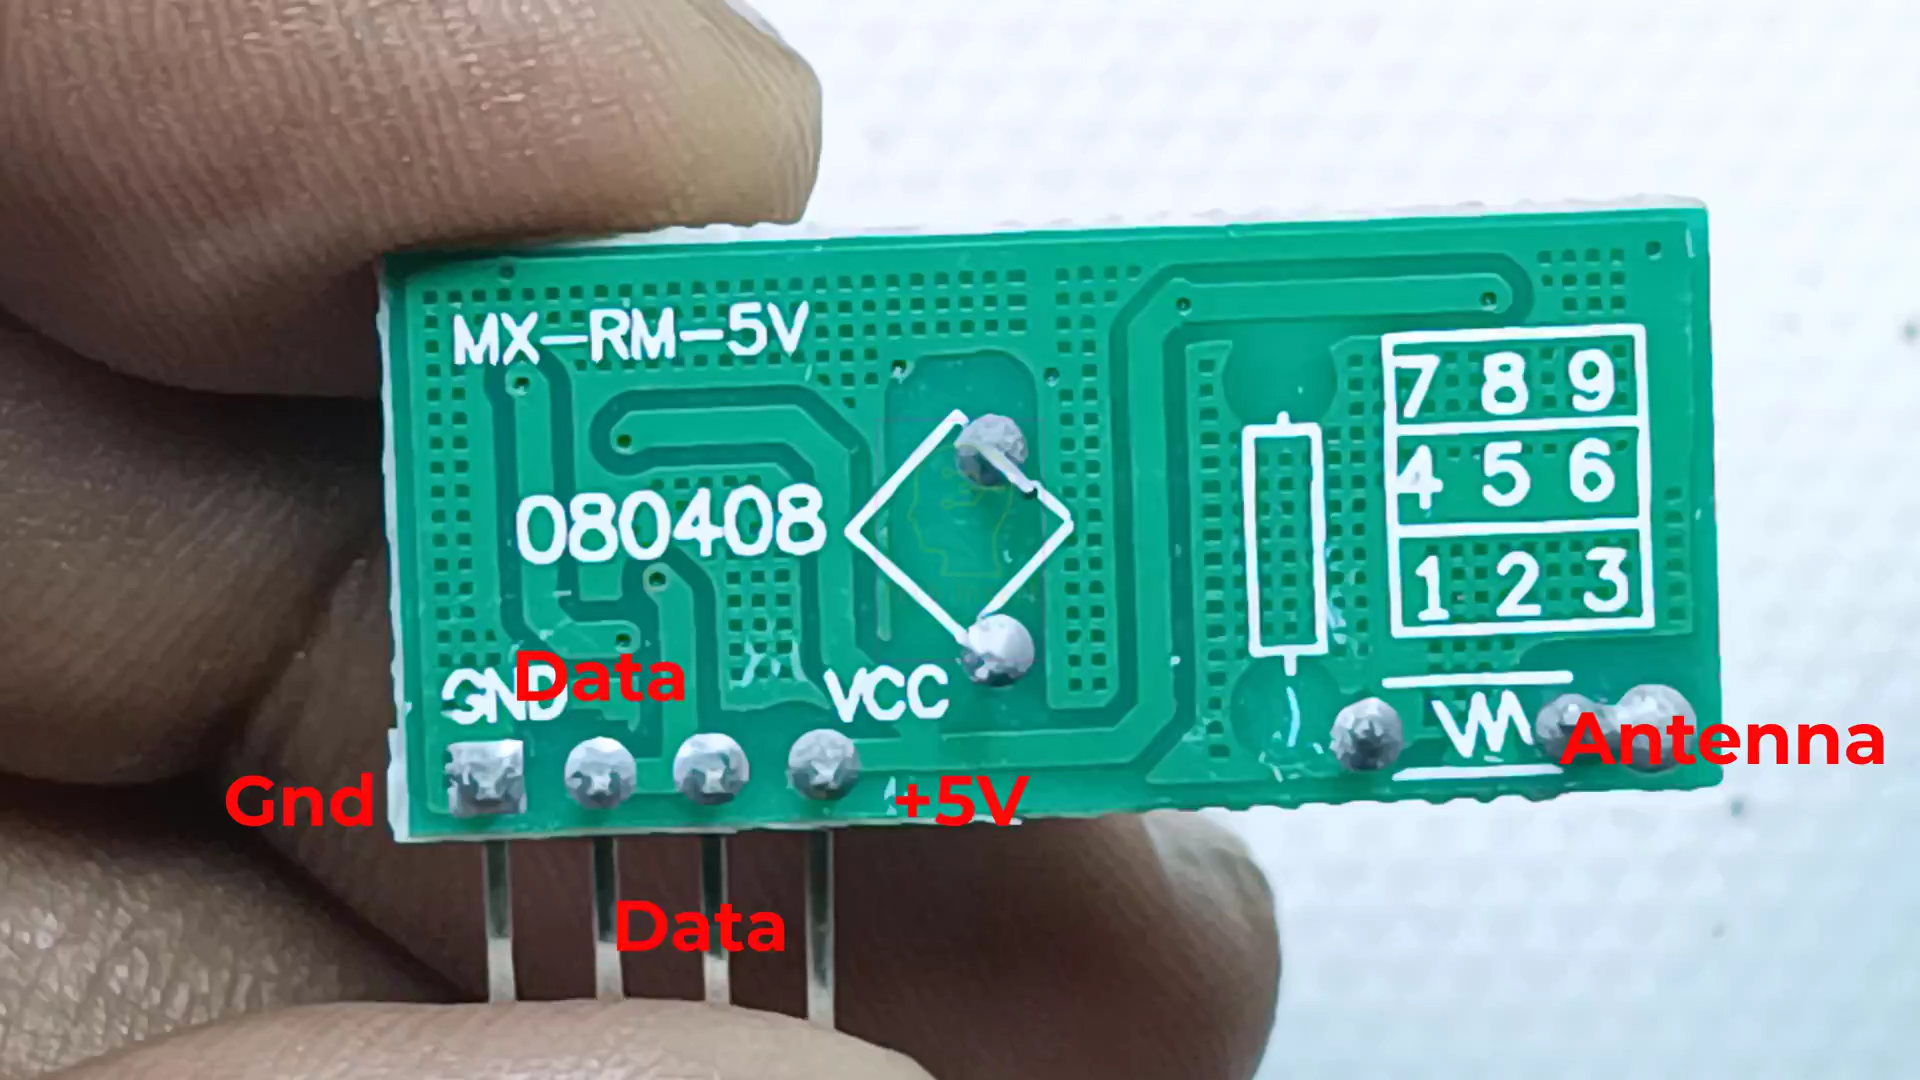 MX-RM-5V
7 8 9
4 5 6
080408
1 2 3
GND
Data
VCC
Antenna
Gnd
+5V
Data